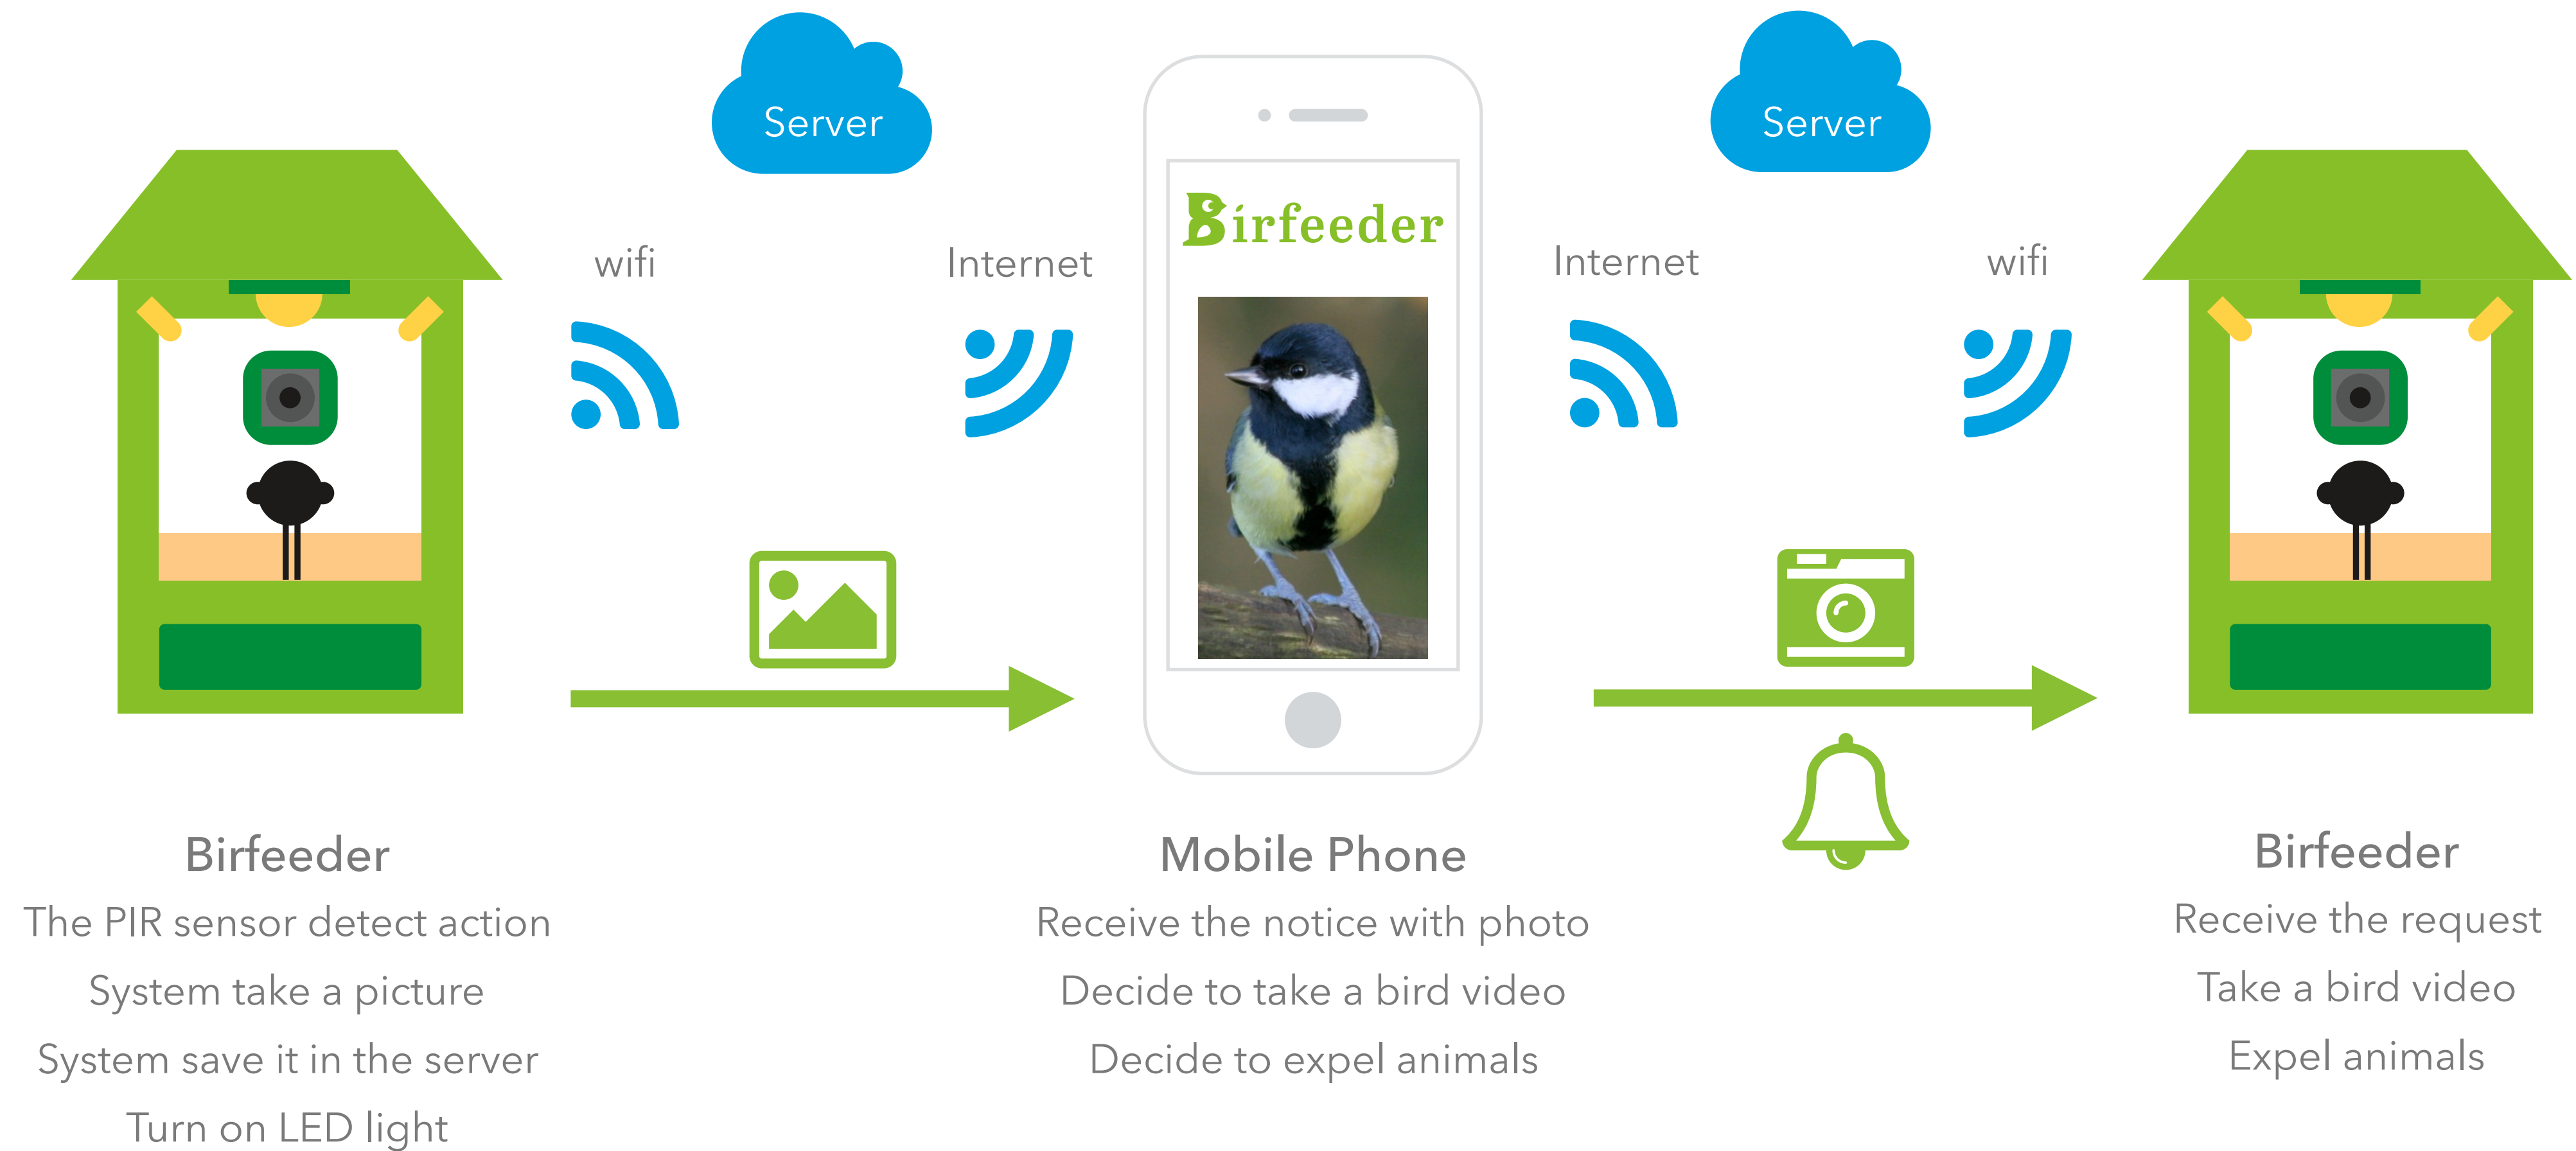 Server
Server
Birfeeder
wifi
Internet
Internet
wifi
Birfeeder
The PIR sensor detect action
System take a picture
System save it in the server
Turn on LED light
Mobile Phone
Receive the notice with photo
Decide to take a bird video
Decide to expel animals
Birfeeder
Receive the request
Take a bird video
Expel animals